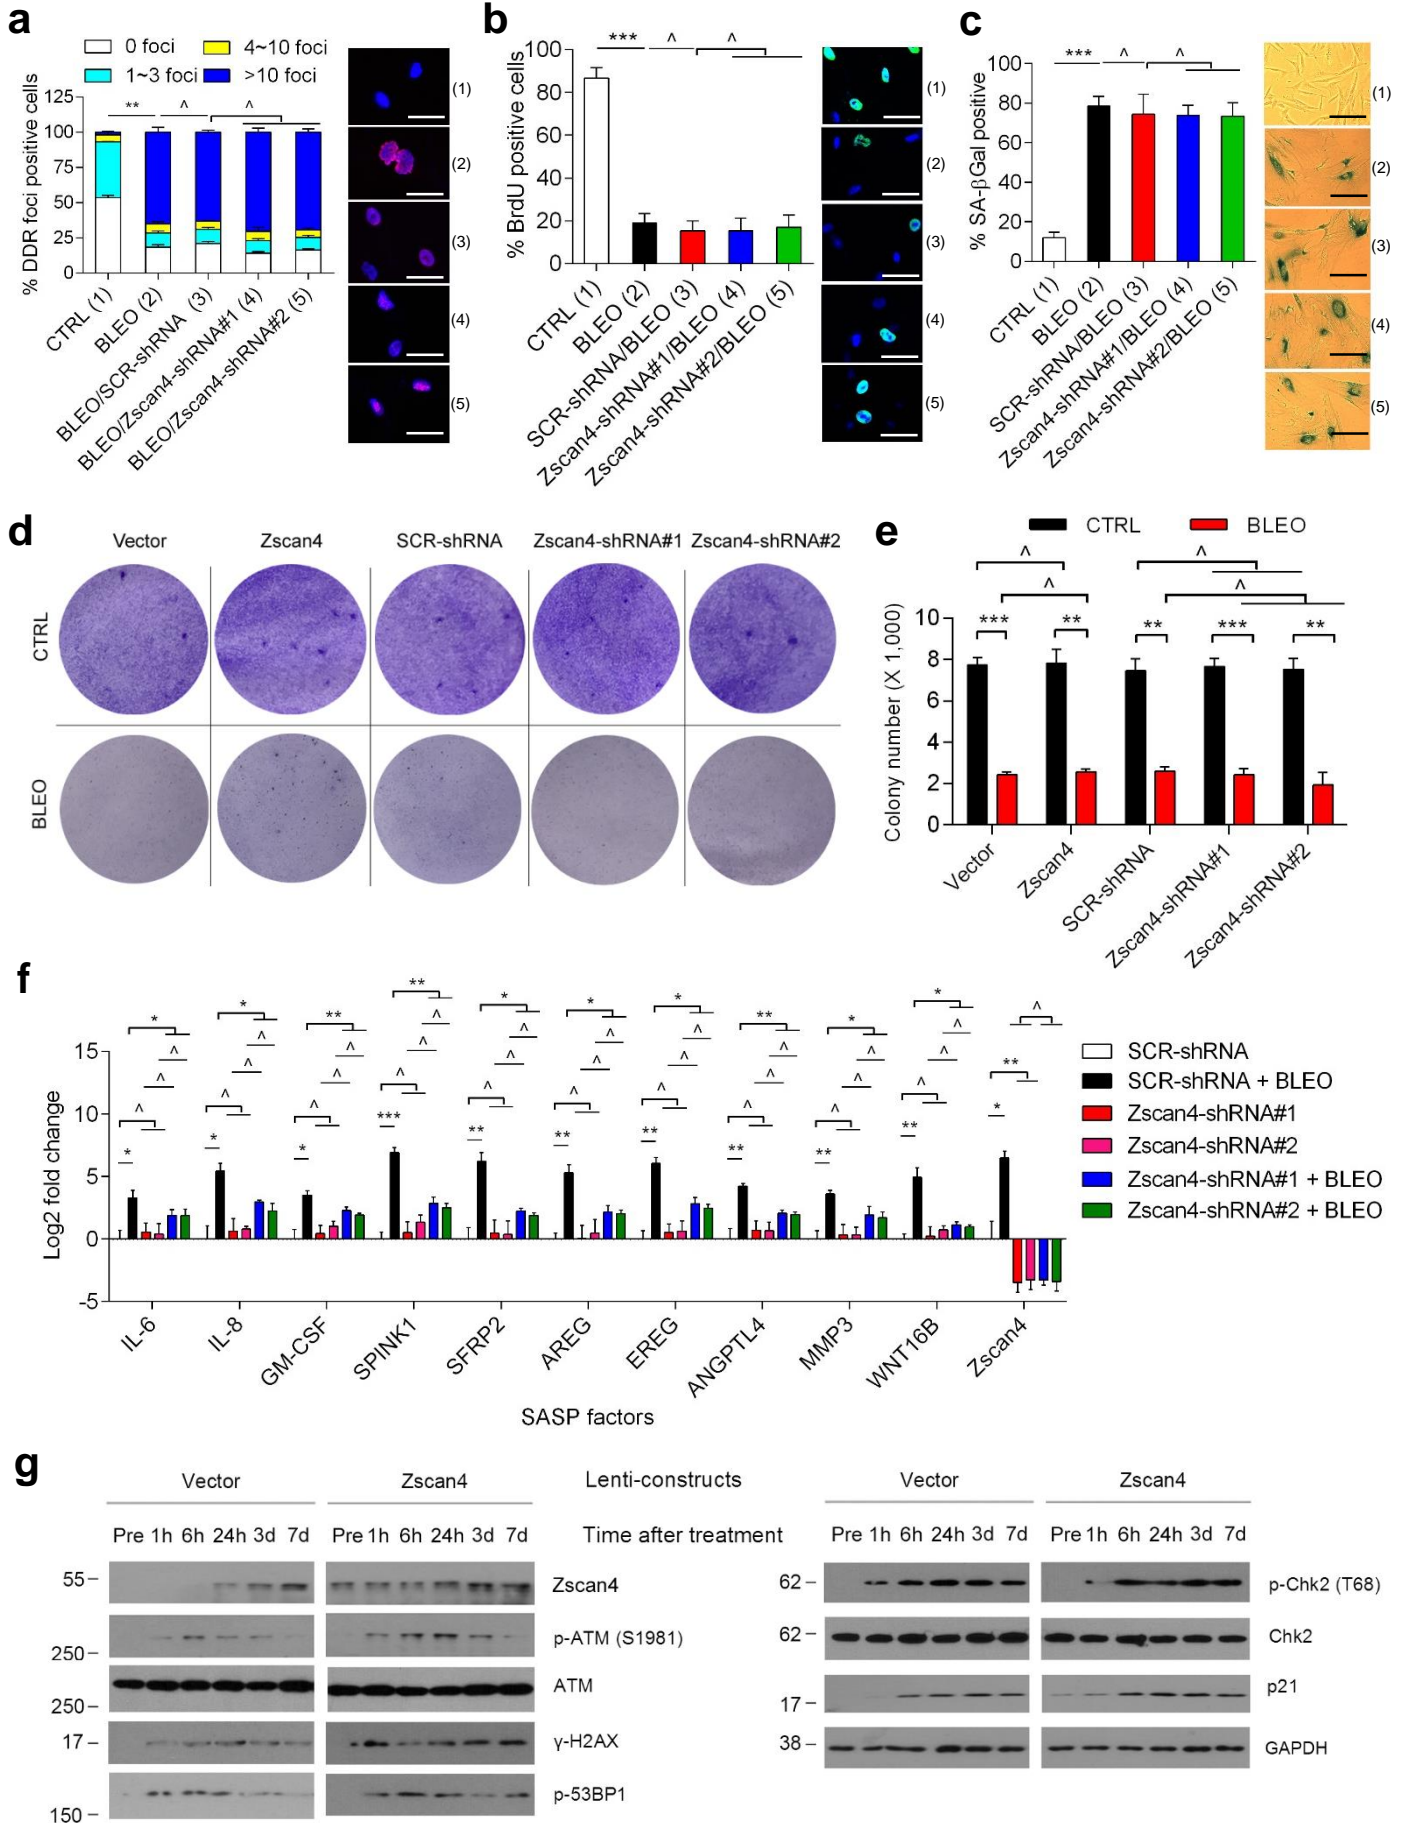 a
0 foci
4~10 foci
1~3 foci
>10 foci
% DDR foci positive cells
125
100
75
50
25
0
** ^ ^
CTRL (1)
BLEO (2)
BLEO/SCR-shRNA (3)
BLEO/Zscan4-shRNA#1 (4)
BLEO/Zscan4-shRNA#2 (5)
(1)
(2)
(3)
(4)
(5)
b
% BrdU positive cells
100
80
60
40
20
0
*** ^ ^
CTRL (1)
BLEO (2)
SCR-shRNA/BLEO (3)
Zscan4-shRNA#1/BLEO (4)
Zscan4-shRNA#2/BLEO (5)
(1)
(2)
(3)
(4)
(5)
c
% SA-βGal positive
100
80
60
40
20
0
*** ^ ^
CTRL (1)
BLEO (2)
SCR-shRNA/BLEO (3)
Zscan4-shRNA#1/BLEO (4)
Zscan4-shRNA#2/BLEO (5)
(1)
(2)
(3)
(4)
(5)
d
Vector Zscan4 SCR-shRNA Zscan4-shRNA#1 Zscan4-shRNA#2
CTRL
BLEO
e
CTRL BLEO
^ ^
^ ^
*** ** ** *** **
Colony number (X 1,000)
10
8
6
4
2
0
Vector
Zscan4
SCR-shRNA
Zscan4-shRNA#1
Zscan4-shRNA#2
f
Log2 fold change
15
10
5
0
-5
* ^ ^ *
* ^ ^ *
* ^ ^ **
*** ^ ^ **
** ^ ^ *
** ^ ^ *
** ^ ^ *
** ^ ^ **
** ^ ^ *
** ^ ^ *
* ** ^
IL-6
IL-8
GM-CSF
SPINK1
SFRP2
AREG
EREG
ANGPTL4
MMP3
WNT16B
Zscan4
SASP factors
SCR-shRNA
SCR-shRNA + BLEO
Zscan4-shRNA#1
Zscan4-shRNA#2
Zscan4-shRNA#1 + BLEO
Zscan4-shRNA#2 + BLEO
g
Vector Zscan4 Lenti-constructs Vector Zscan4
Pre 1h 6h 24h 3d 7d Pre 1h 6h 24h 3d 7d Time after treatment Pre 1h 6h 24h 3d 7d Pre 1h 6h 24h 3d 7d
55 Zscan4
250 p-ATM (S1981)
250 ATM
17 γ-H2AX
150 p-53BP1
62 p-Chk2 (T68)
62 Chk2
17 p21
38 GAPDH